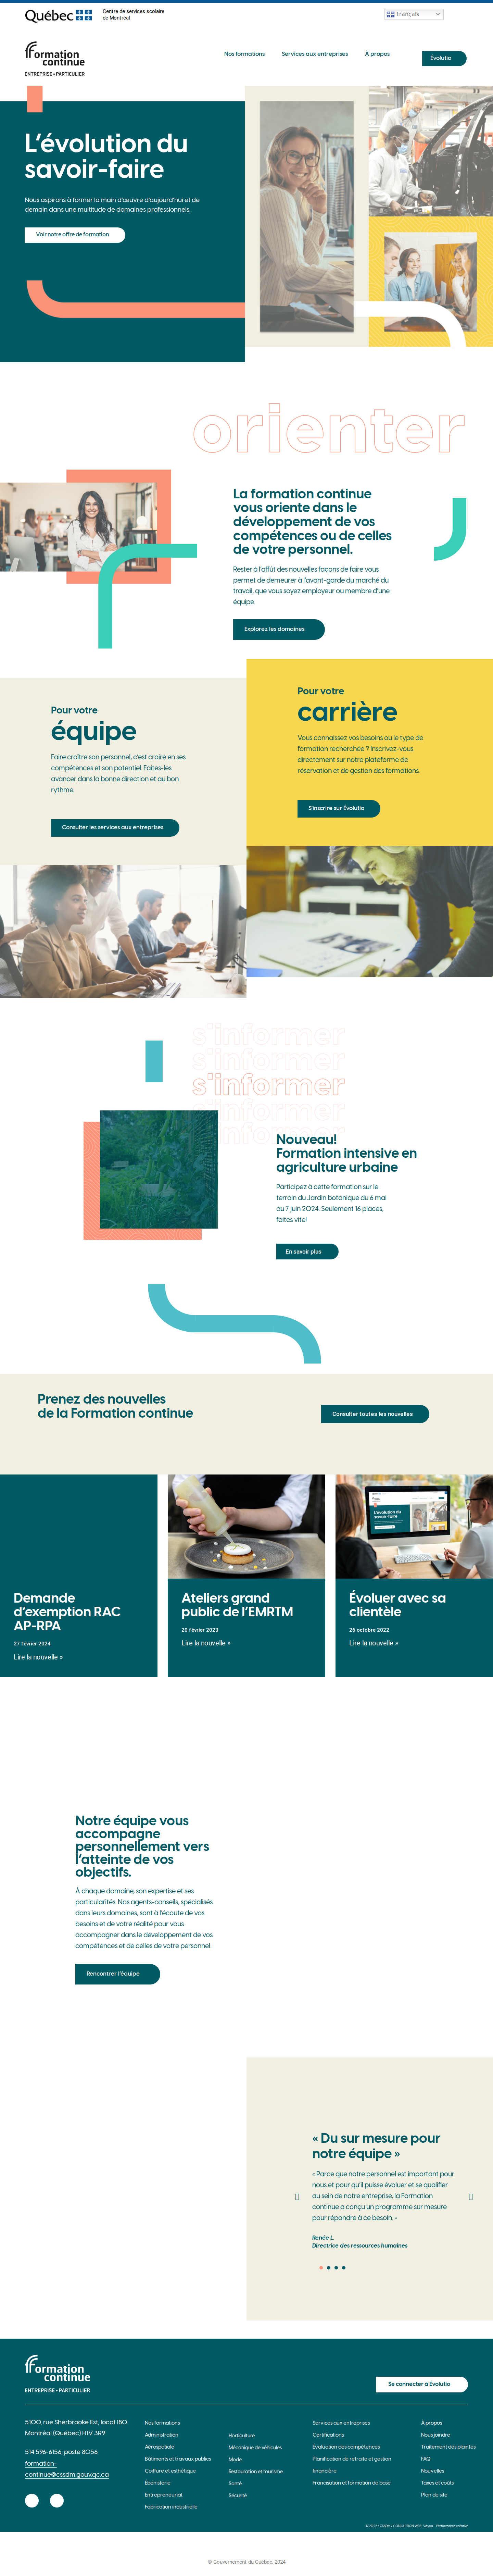 Québec
Centre de services scolaire
de Montréal
Français
formation
continue
ENTREPRISE • PARTICULIER
Nos formations
Services aux entreprises
À propos
Évolutio
L'évolution du
savoir-faire
Nous aspirons à former la main d'œuvre d'aujourd'hui et de
demain dans une multitude de domaines professionnels.
Voir notre offre de formation
orienter
La formation continue
vous oriente dans le
développement de vos
compétences ou de celles
de votre personnel.
Rester à l'affût des nouvelles façons de faire vous
permet de demeurer à l'avant-garde du marché du
travail, que vous soyez employeur ou membre d'une
équipe.
Explorez les domaines
Pour votre
équipe
Faire croître son personnel, c'est croire en ses
compétences et son potentiel. Faites-les
avancer dans la bonne direction et au bon
rythme.
Consulter les services aux entreprises
Pour votre
carrière
Vous connaissez vos besoins ou le type de
formation recherchée ? Inscrivez-vous
directement sur notre plateforme de
réservation et de gestion des formations.
S'inscrire sur Évolutio
s'informer
s'informer
s'informer
s'informer
s'informer
Nouveau!
Formation intensive en
agriculture urbaine
Participez à cette formation sur le
terrain du Jardin botanique du 6 mai
au 7 juin 2024. Seulement 16 places,
faites vite!
En savoir plus
Prenez des nouvelles
de la Formation continue
Consulter toutes les nouvelles
Demande
d'exemption RAC
AP-RPA
27 février 2024
Lire la nouvelle »
Ateliers grand
public de l'EMRTM
20 février 2023
Lire la nouvelle »
L'évolution du
savoir-faire
Évoluer avec sa
clientèle
26 octobre 2022
Lire la nouvelle »
Notre équipe vous
accompagne
personnellement vers
l'atteinte de vos
objectifs.
À chaque domaine, son expertise et ses
particularités. Nos agents-conseils, spécialisés
dans leurs domaines, sont à l'écoute de vos
besoins et de votre réalité pour vous
accompagner dans le développement de vos
compétences et de celles de votre personnel.
Rencontrer l'équipe
« Du sur mesure pour
notre équipe »
« Parce que notre personnel est important pour
nous et pour qu'il puisse évoluer et se qualifier
au sein de notre entreprise, la Formation
continue a conçu un programme sur mesure
pour répondre à ce besoin. »
Renée L.
Directrice des ressources humaines
formation
continue
ENTREPRISE • PARTICULIER
Se connecter à Évolutio
5100, rue Sherbrooke Est, local 180
Montréal (Québec) H1V 3R9
514 596-6156, poste 8056
formation-
continue@cssdm.gouv.qc.ca
Nos formations
Administration
Aérospatiale
Bâtiments et travaux publics
Coiffure et esthétique
Ébénisterie
Entrepreneuriat
Fabrication industrielle
Horticulture
Mécanique de véhicules
Mode
Restauration et tourisme
Santé
Sécurité
Services aux entreprises
Certifications
Évaluation des compétences
Planification de retraite et gestion
financière
Francisation et formation de base
À propos
Nous joindre
Traitement des plaintes
FAQ
Nouvelles
Taxes et coûts
Plan de site
© Gouvernement du Québec, 2024